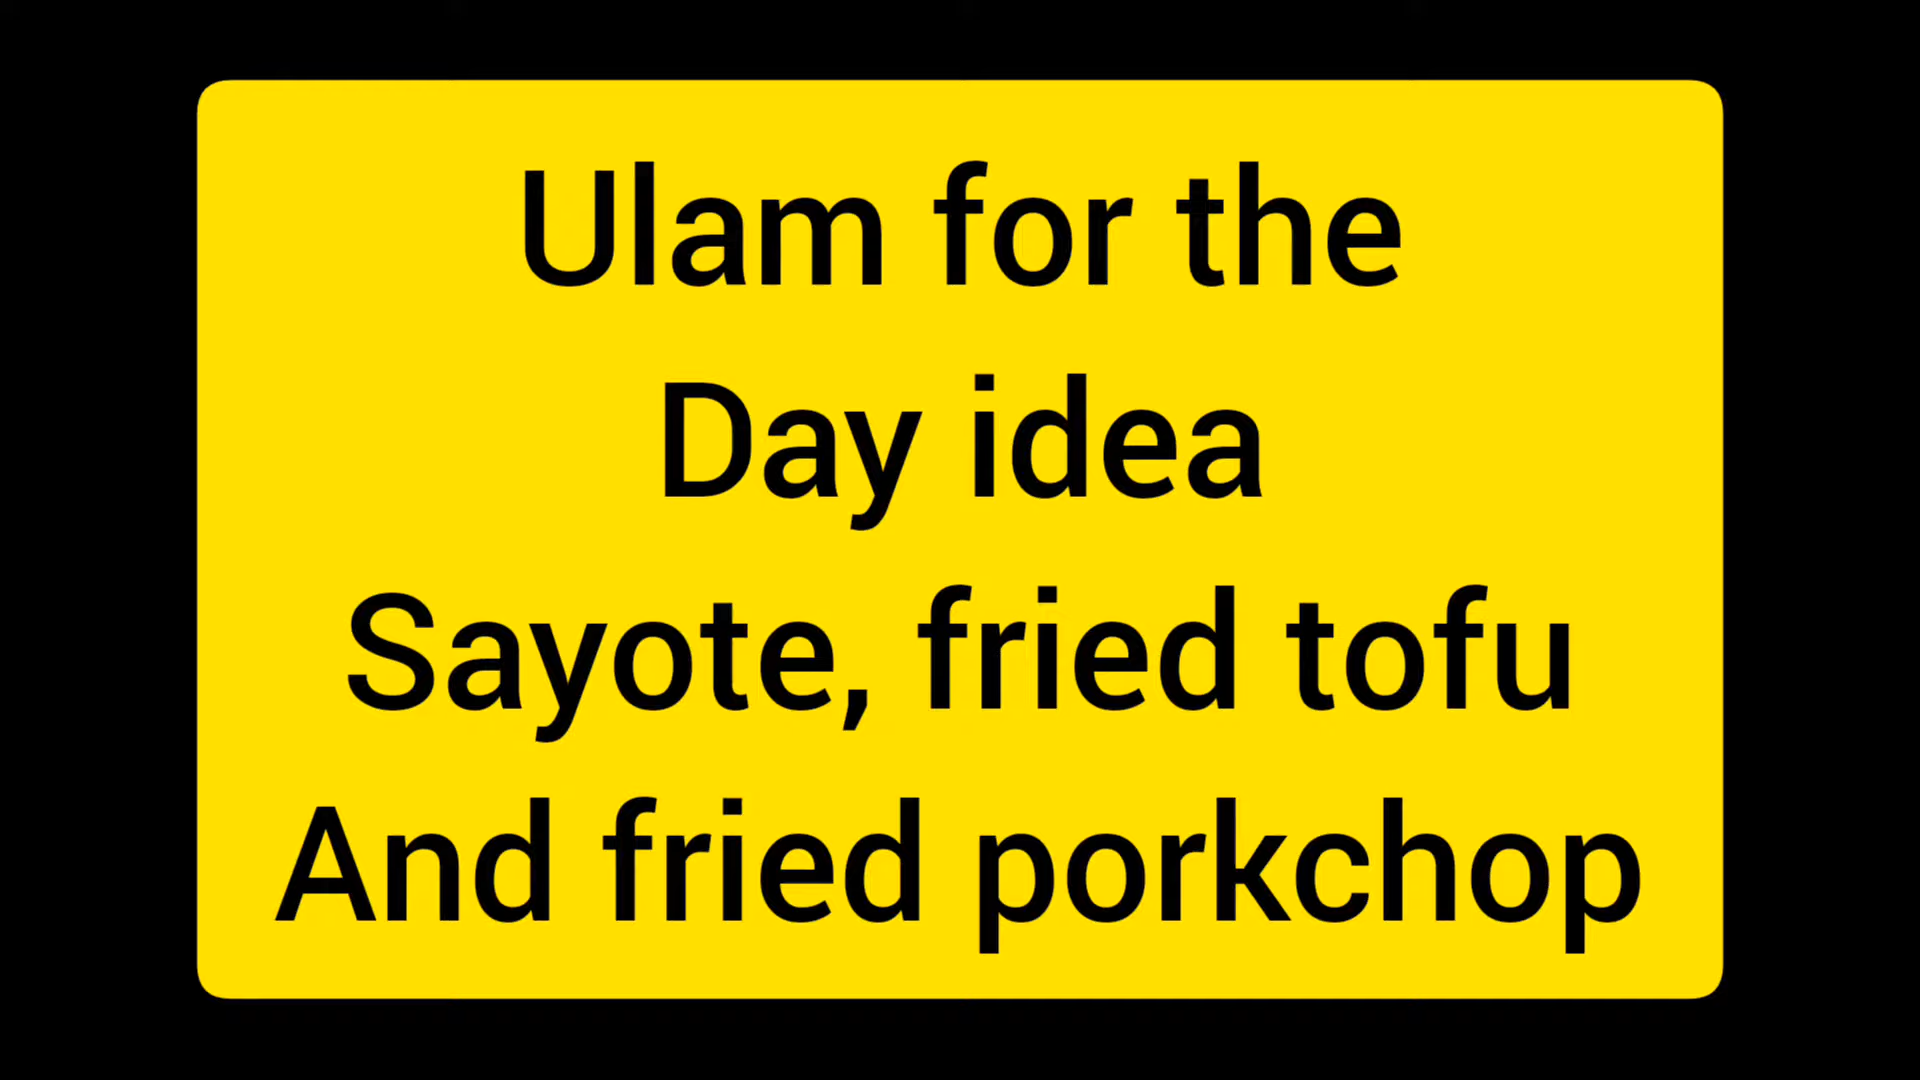 Ulam for the
Day idea
Sayote, fried tofu
And fried porkchop